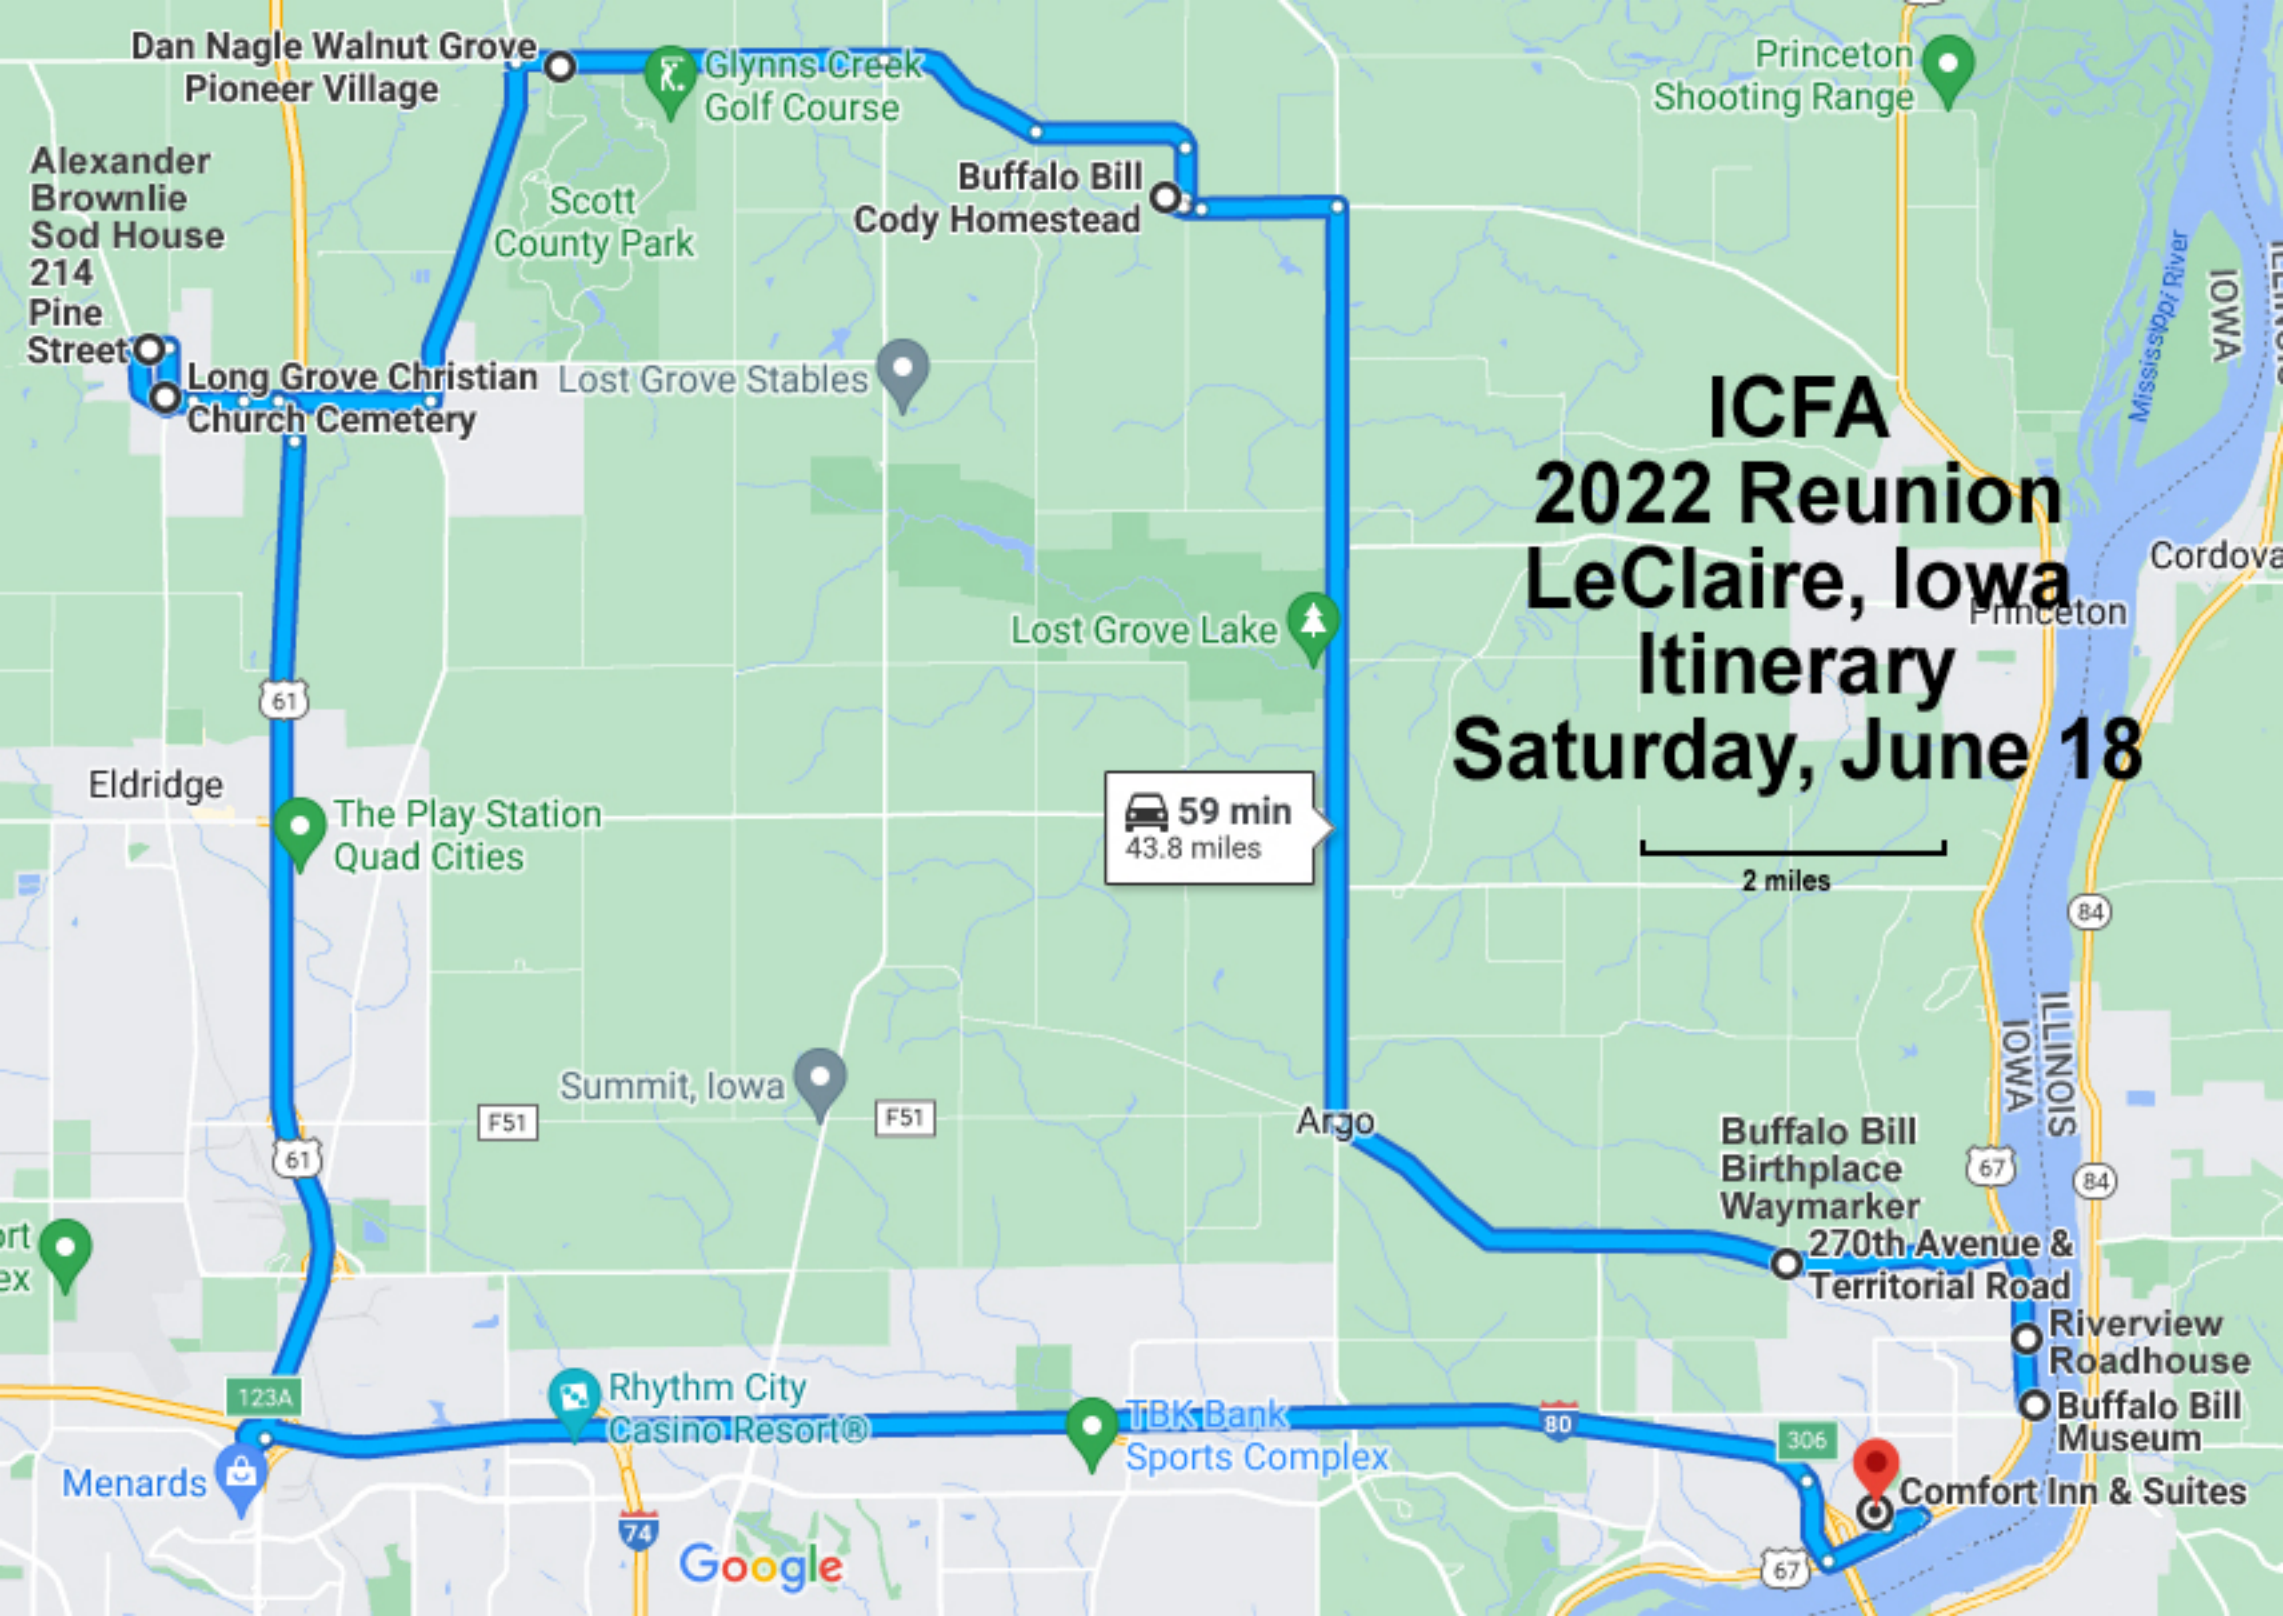 Dan Nagle Walnut Grove
Pioneer Village
Glynns Creek
Golf Course
Princeton
Shooting Range
Alexander
Brownlie
Sod House
214
Pine
Street
Scott
County Park
Buffalo Bill
Cody Homestead
Mississippi River
IOWA
Long Grove Christian
Church Cemetery
Lost Grove Stables
ICFA
2022 Reunion
LeClaire, Iowa
Itinerary
Saturday, June 18
Cordova
Princeton
Lost Grove Lake
61
Eldridge
The Play Station
Quad Cities
59 min
43.8 miles
2 miles
84
ILLINOIS
IOWA
Summit, Iowa
F51
F51
Argo
61
Buffalo Bill
Birthplace
Waymarker
270th Avenue &
Territorial Road
67
84
Riverview
Roadhouse
Buffalo Bill
Museum
123A
Rhythm City
Casino Resort®
TBK Bank
Sports Complex
80
306
Menards
Comfort Inn & Suites
74
Google
67